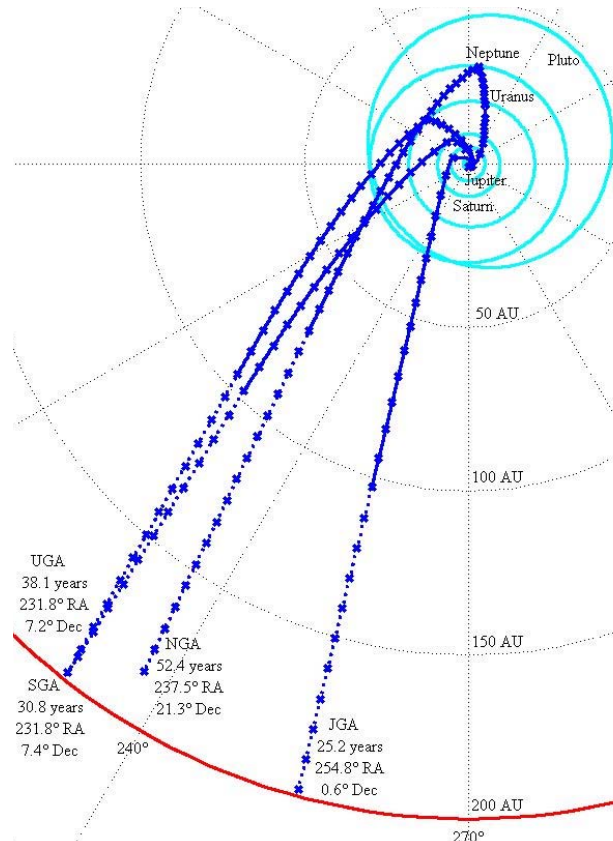 Neptune
Pluto
Uranus
Jupiter
Saturn
50 AU
100 AU
150 AU
UGA
38.1 years
231.8° RA
7.2° Dec
NGA
52.4 years
237.5° RA
21.3° Dec
SGA
30.8 years
231.8° RA
7.4° Dec
JGA
25.2 years
254.8° RA
0.6° Dec
240°
200 AU
270°